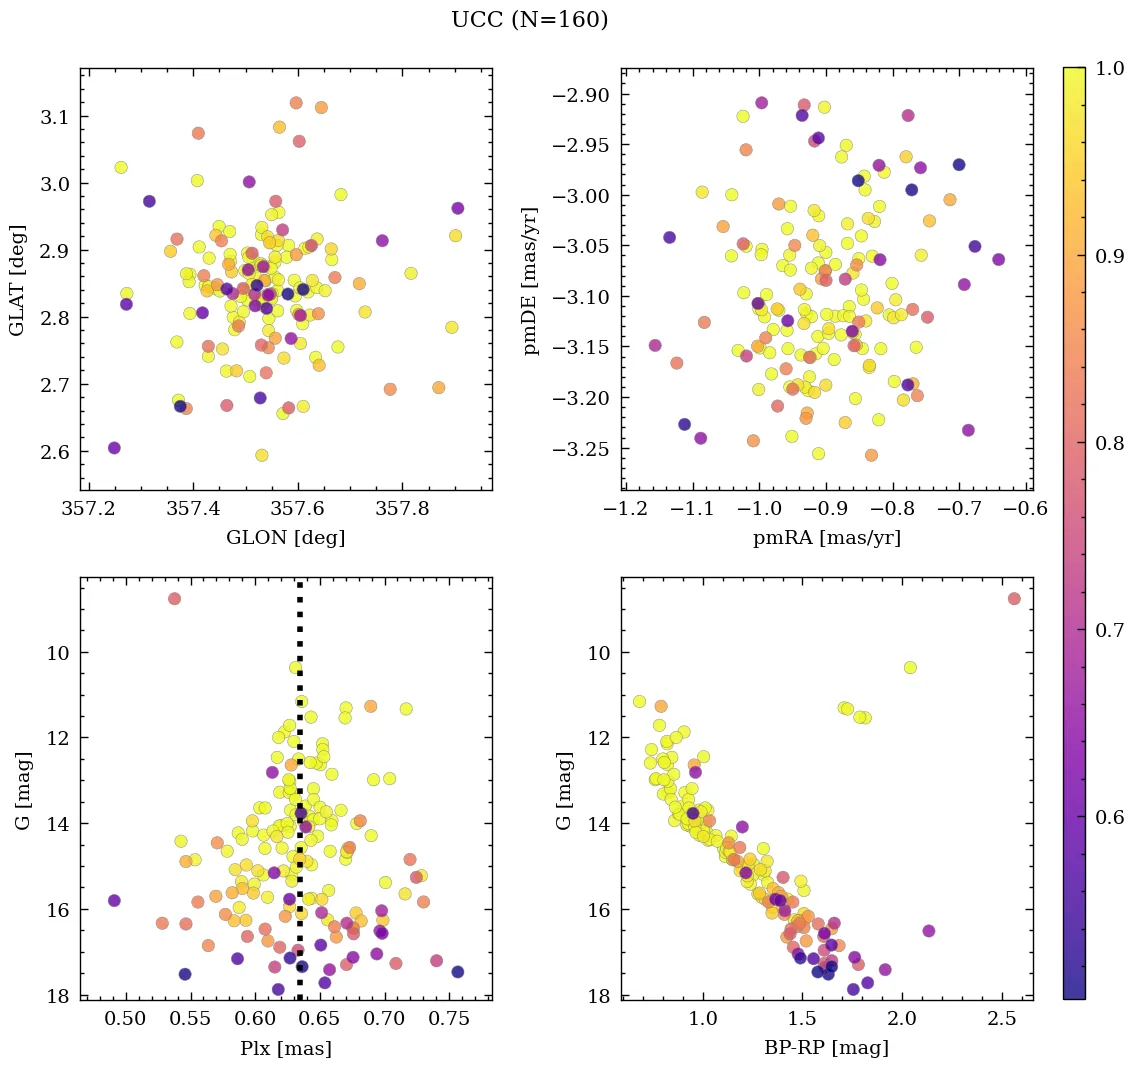 UCC (N=160)
3.1
3.0
2.9
2.8
2.7
2.6
GLAT [deg]
357.2 357.4 357.6 357.8
GLON [deg]
−2.90
−2.95
−3.00
−3.05
−3.10
−3.15
−3.20
−3.25
pmDE [mas/yr]
−1.2 −1.1 −1.0 −0.9 −0.8 −0.7 −0.6
pmRA [mas/yr]
10
12
14
16
18
G [mag]
0.50 0.55 0.60 0.65 0.70 0.75
Plx [mas]
10
12
14
16
18
G [mag]
1.0 1.5 2.0 2.5
BP-RP [mag]
1.0
0.9
0.8
0.7
0.6